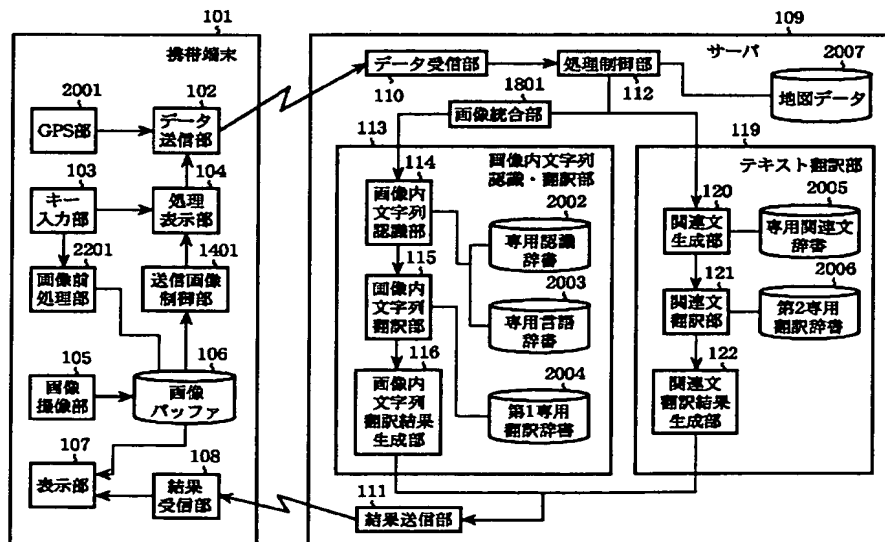 101
携帯端末
2001
GPS部
102
データ
送信部
103
キー
入力部
104
処理
表示部
2201
画像前
処理部
1401
送信画像
制御部
105
画像
撮像部
106
画像
バッファ
107
表示部
108
結果
受信部
109
サーバ
データ受信部
110
処理制御部
112
2007
地図データ
1801
画像統合部
113
画像内文字列
認識・翻訳部
114
画像内
文字列
認識部
115
画像内
文字列
翻訳部
116
画像内
文字列
翻訳結果
生成部
2002
専用認識
辞書
2003
専用言語
辞書
2004
第1専用
翻訳辞書
119
テキスト翻訳部
120
関連文
生成部
2005
専用関連文
辞書
121
関連文
翻訳部
2006
第2専用
翻訳辞書
122
関連文
翻訳結果
生成部
111
結果送信部